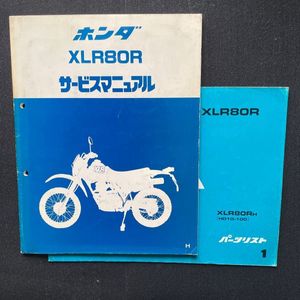 ホンダ
XLR80R
サービスマニュアル
H
XLR80R
XLR80RH
(HD10-100)
パーツリスト
1